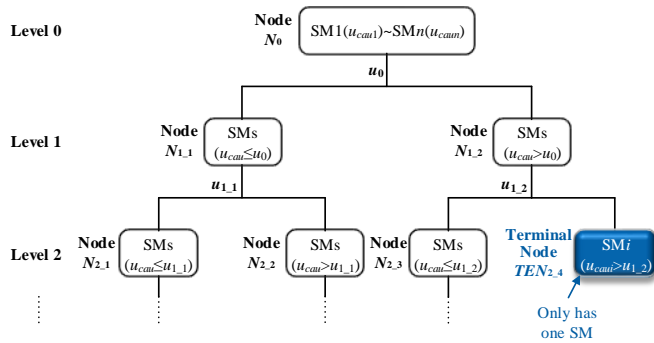 Level 0
Node
N0
SM1(ucau1)~SMn(ucaun)
u0
Level 1
Node
N1_1
SMs
(ucau≤u0)
Node
N1_2
SMs
(ucau>u0)
u1_1
u1_2
Level 2
Node
N2_1
SMs
(ucau≤u1_1)
Node
N2_2
SMs
(ucau>u1_1)
Node
N2_3
SMs
(ucau≤u1_2)
Terminal
Node
TEN2_4
SMi
(ucaui>u1_2)
Only has
one SM